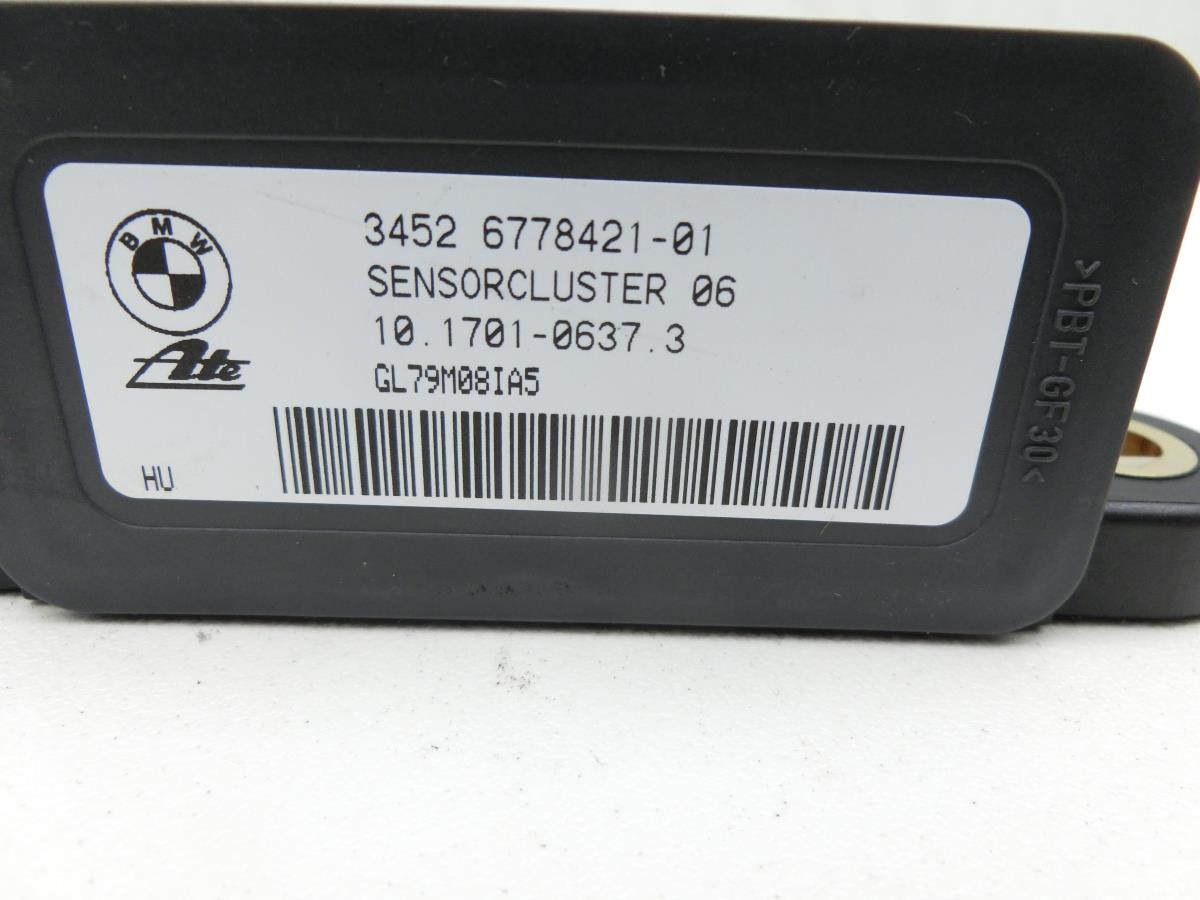 BMW
Ate
3452 6778421-01
SENSORCLUSTER 06
10.1701-0637.3
GL79M08IA5
HU
>PBT-GF30<